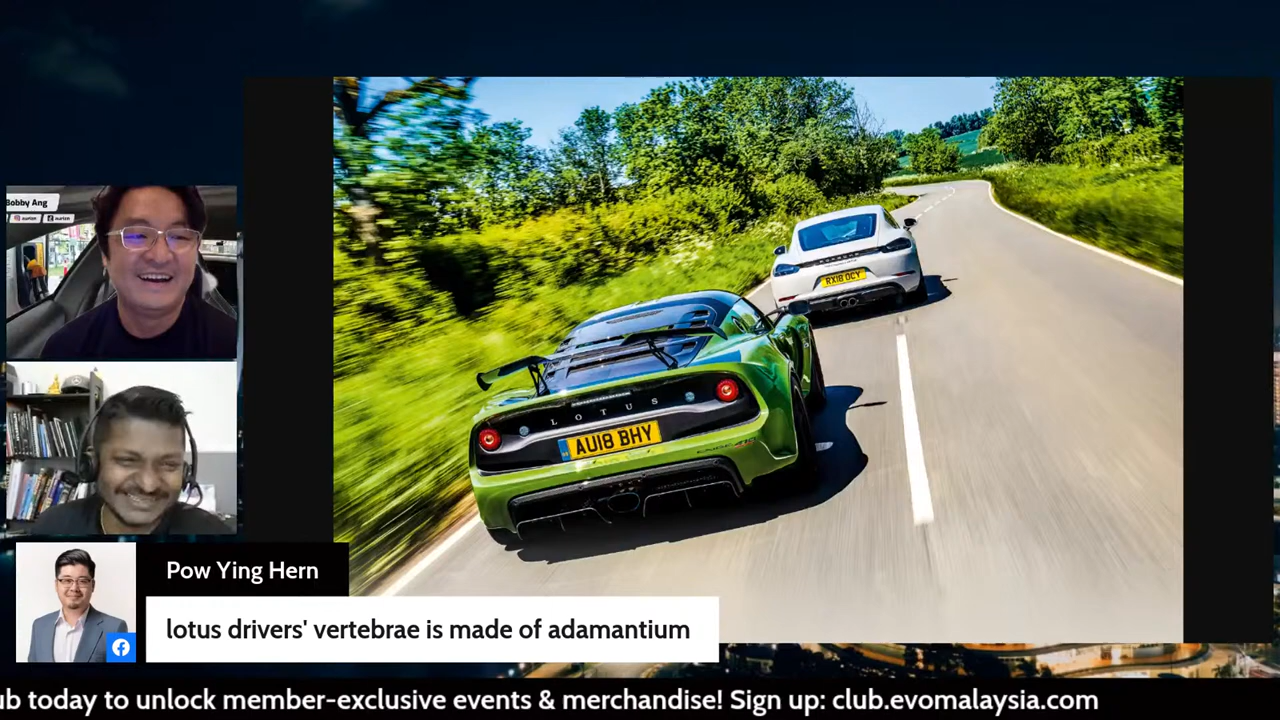 Bobby Ang
PORSCHE
RX18 OCY
LOTUS
AU18 BHY
Pow Ying Hern
lotus drivers' vertebrae is made of adamantium
ub today to unlock member-exclusive events & merchandise! Sign up: club.evomalaysia.com